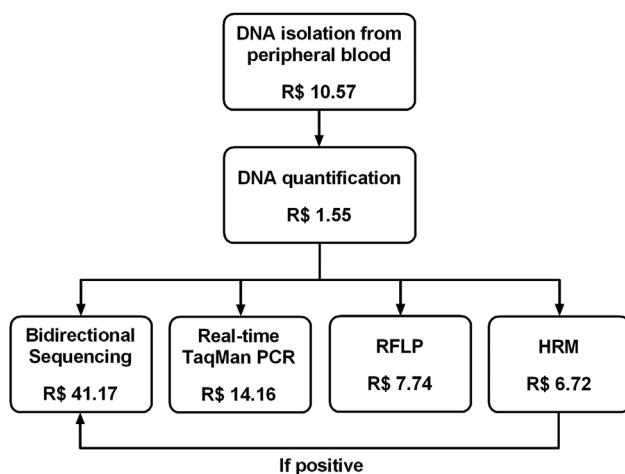 DNA isolation from
peripheral blood
R$ 10.57
DNA quantification
R$ 1.55
Bidirectional
Sequencing
R$ 41.17
Real-time
TaqMan PCR
R$ 14.16
RFLP
R$ 7.74
HRM
R$ 6.72
If positive